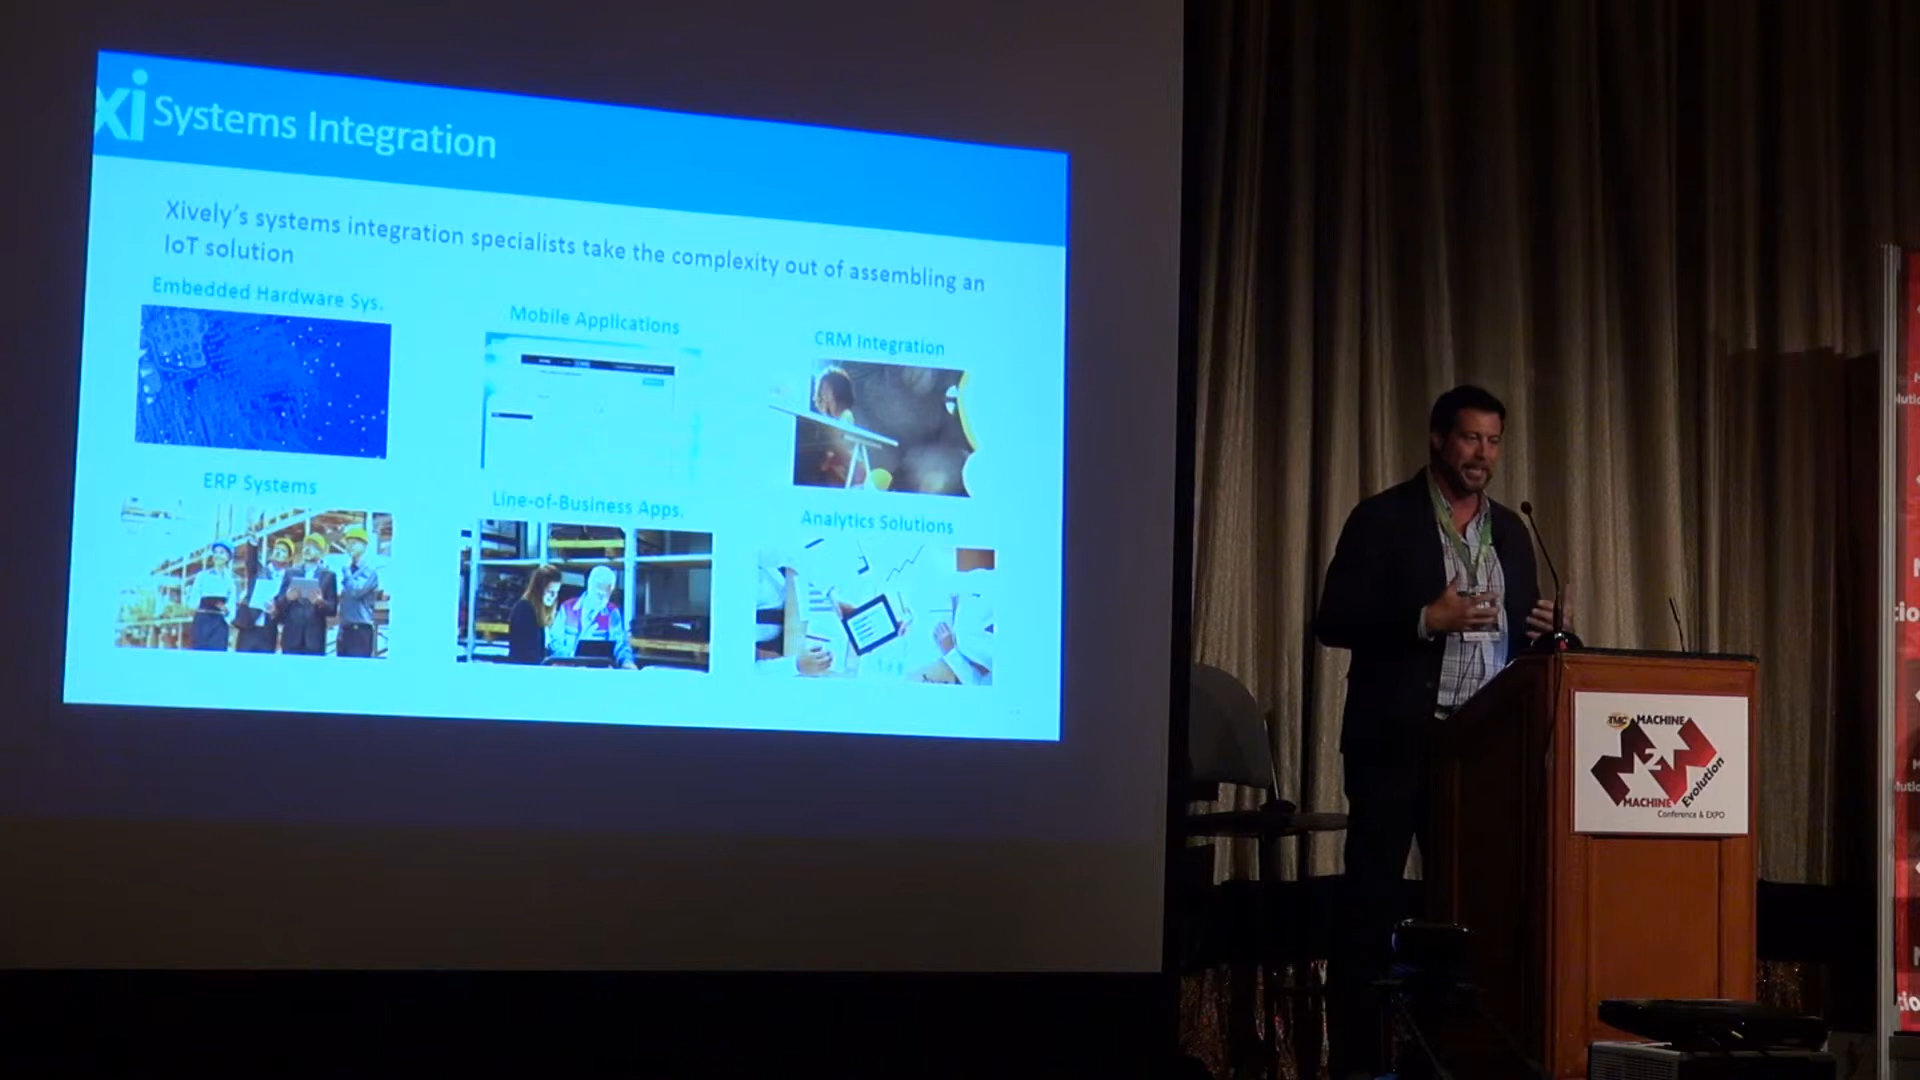 xi Systems Integration
Xively's systems integration specialists take the complexity out of assembling an
IoT solution
Embedded Hardware Sys.
Mobile Applications
CRM Integration
ERP Systems
Line-of-Business Apps.
Analytics Solutions
TMC MACHINE
M2M
MACHINE Evolution
Conference & EXPO